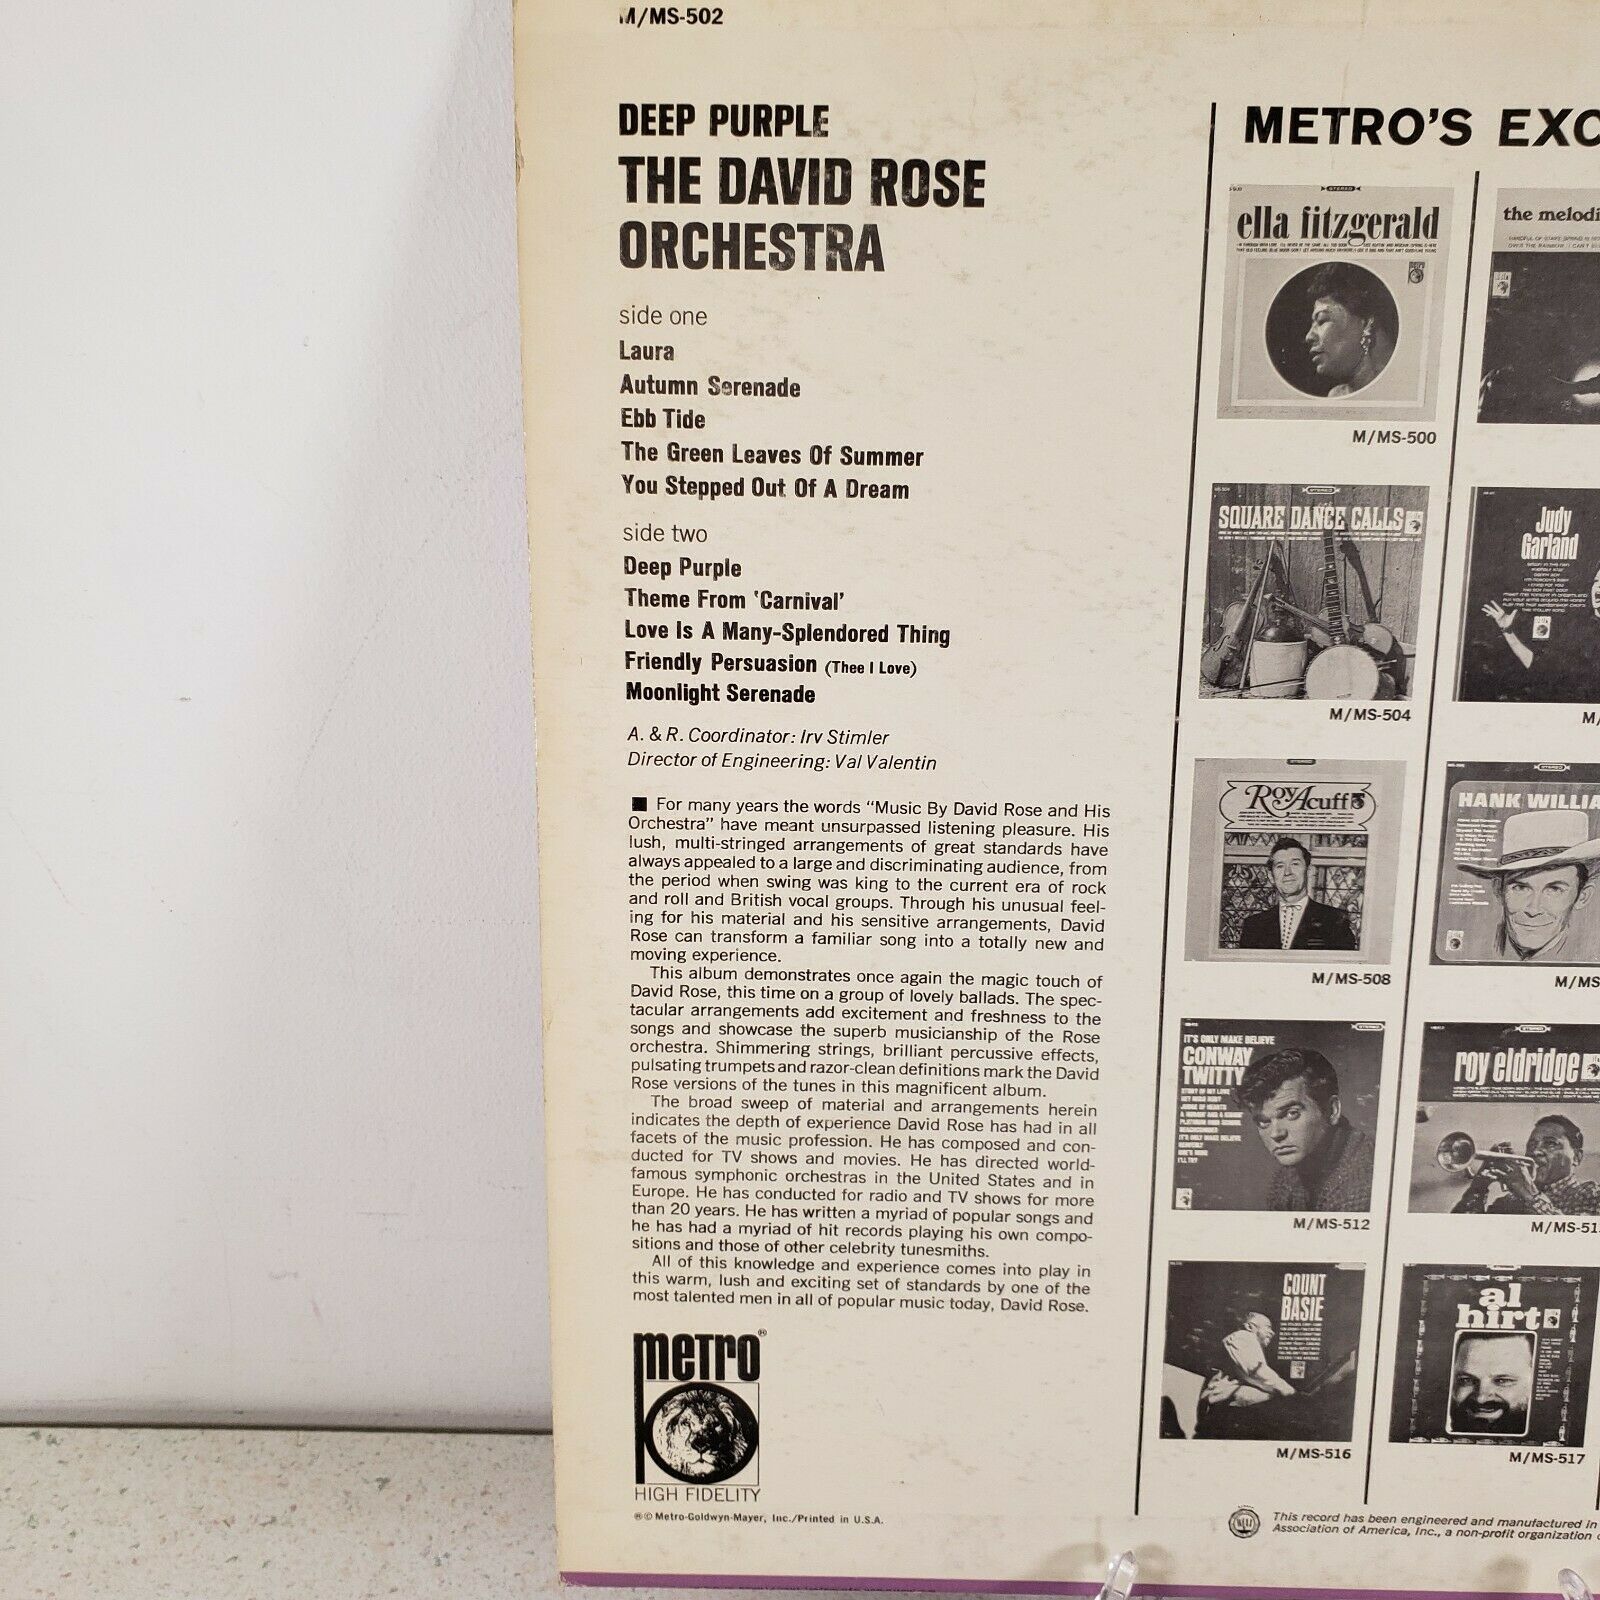 M/MS-502
DEEP PURPLE
THE DAVID ROSE
ORCHESTRA
side one
Laura
Autumn Serenade
Ebb Tide
The Green Leaves Of Summer
You Stepped Out Of A Dream
side two
Deep Purple
Theme From 'Carnival'
Love Is A Many-Splendored Thing
Friendly Persuasion (Thee I Love)
Moonlight Serenade
A. & R. Coordinator: Irv Stimler
Director of Engineering: Val Valentin
■ For many years the words "Music By David Rose and His
Orchestra" have meant unsurpassed listening pleasure. His
lush, multi-stringed arrangements of great standards have
always appealed to a large and discriminating audience, from
the period when swing was king to the current era of rock
and roll and British vocal groups. Through his unusual feel-
ing for his material and his sensitive arrangements, David
Rose can transform a familiar song into a totally new and
moving experience.
This album demonstrates once again the magic touch of
David Rose, this time on a group of lovely ballads. The spec-
tacular arrangements add excitement and freshness to the
songs and showcase the superb musicianship of the Rose
orchestra. Shimmering strings, brilliant percussive effects,
pulsating trumpets and razor-clean definitions mark the David
Rose versions of the tunes in this magnificent album.
The broad sweep of material and arrangements herein
indicates the depth of experience David Rose has had in all
facets of the music profession. He has composed and con-
ducted for TV shows and movies. He has directed world-
famous symphonic orchestras in the United States and in
Europe. He has conducted for radio and TV shows for more
than 20 years. He has written a myriad of popular songs and
he has had a myriad of hit records playing his own compo-
sitions and those of other celebrity tunesmiths.
All of this knowledge and experience comes into play in
this warm, lush and exciting set of standards by one of the
most talented men in all of popular music today, David Rose.
metro®
HIGH FIDELITY
®© Metro-Goldwyn-Mayer, Inc./Printed in U.S.A.
METRO'S EXC
STEREO
ella fitzgerald
metro
M/MS-500
the melodi
STEREO
SQUARE DANCE CALLS
M/MS-504
Judy
Garland
M/
STEREO
Roy Acuff
M/MS-508
STEREO
HANK WILLIA
M/MS
STEREO
IT'S ONLY MAKE BELIEVE
CONWAY
TWITTY
M/MS-512
STEREO
roy eldridge
M/MS-51
COUNT
BASIE
M/MS-516
al
hirt
M/MS-517
This record has been engineered and manufactured in
Association of America, Inc., a non-profit organization